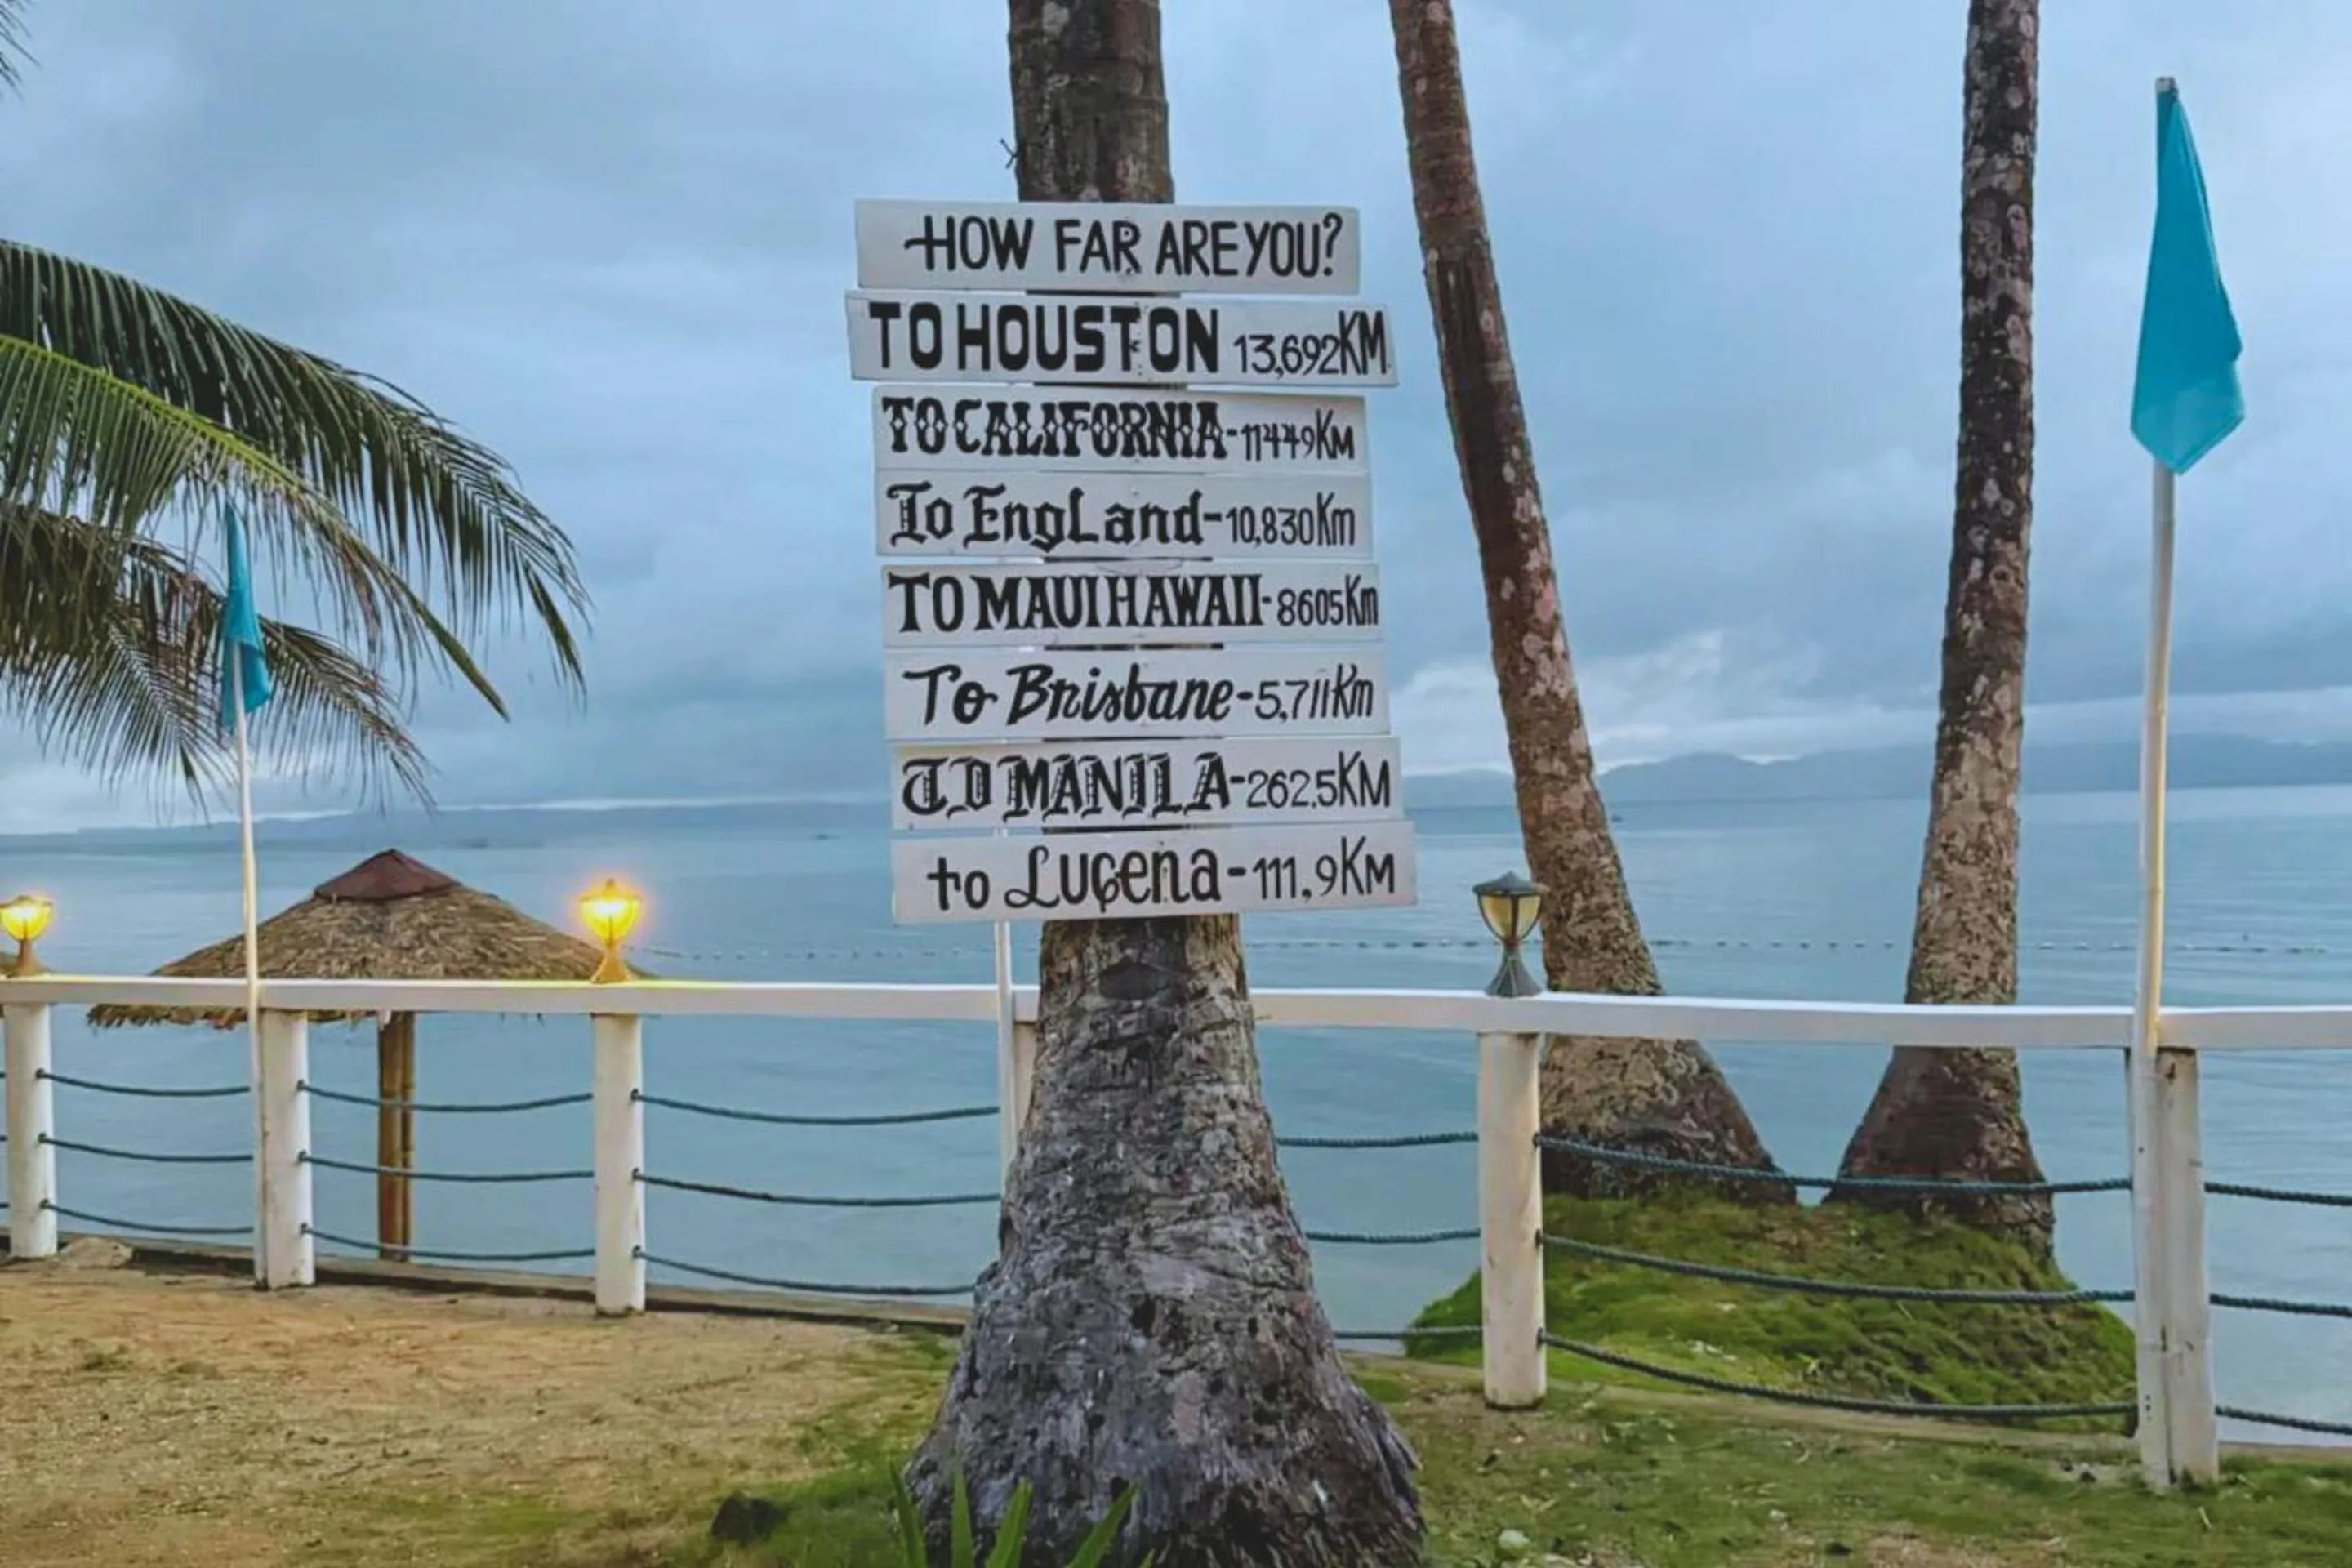 HOW FAR ARE YOU?
TO HOUSTON 13,692KM
TO CALIFORNIA-11449KM
To EngLand-10,830Km
TO MAUI HAWAII-8605Km
To Brisbane-5,711Km
TO MANILA-262.5KM
to Lucena-111.9KM